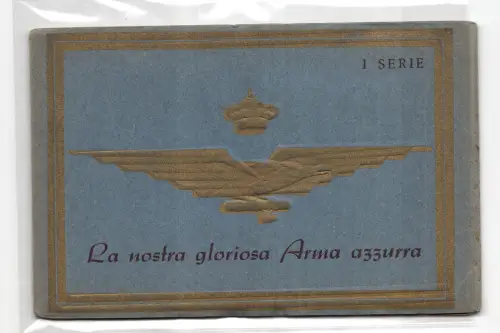 I SERIE
La nostra gloriosa Arma azzurra